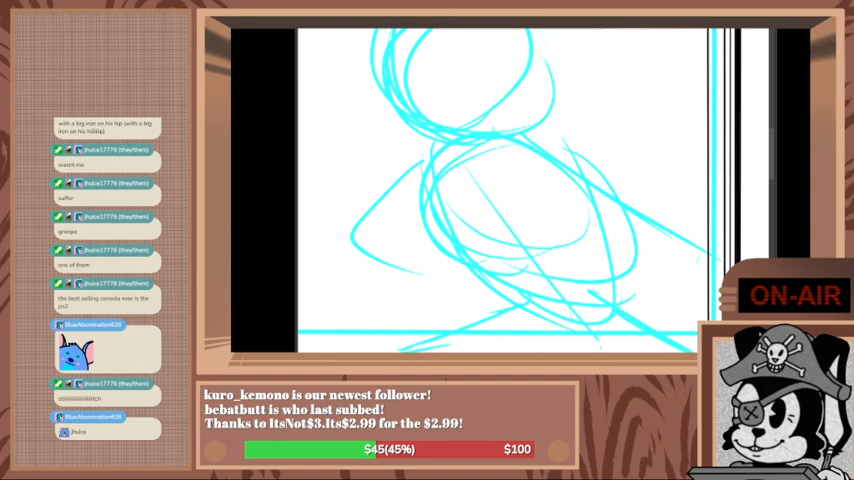 with a big iron on his hip (with a big
iron on his hiiiiip)
jhuice17776 (they/them)
wasnt me
jhuice17776 (they/them)
suffer
jhuice17776 (they/them)
granpa
jhuice17776 (they/them)
one of them
jhuice17776 (they/them)
the best selling console ever is the
ps2
BlueAbomination626
jhuice17776 (they/them)
BlueAbomination626
jhuice
ON-AIR
kuro_kemono is our newest follower!
bebatbutt is who last subbed!
Thanks to ItsNot$3.Its$2.99 for the $2.99!
$45(45%) $100